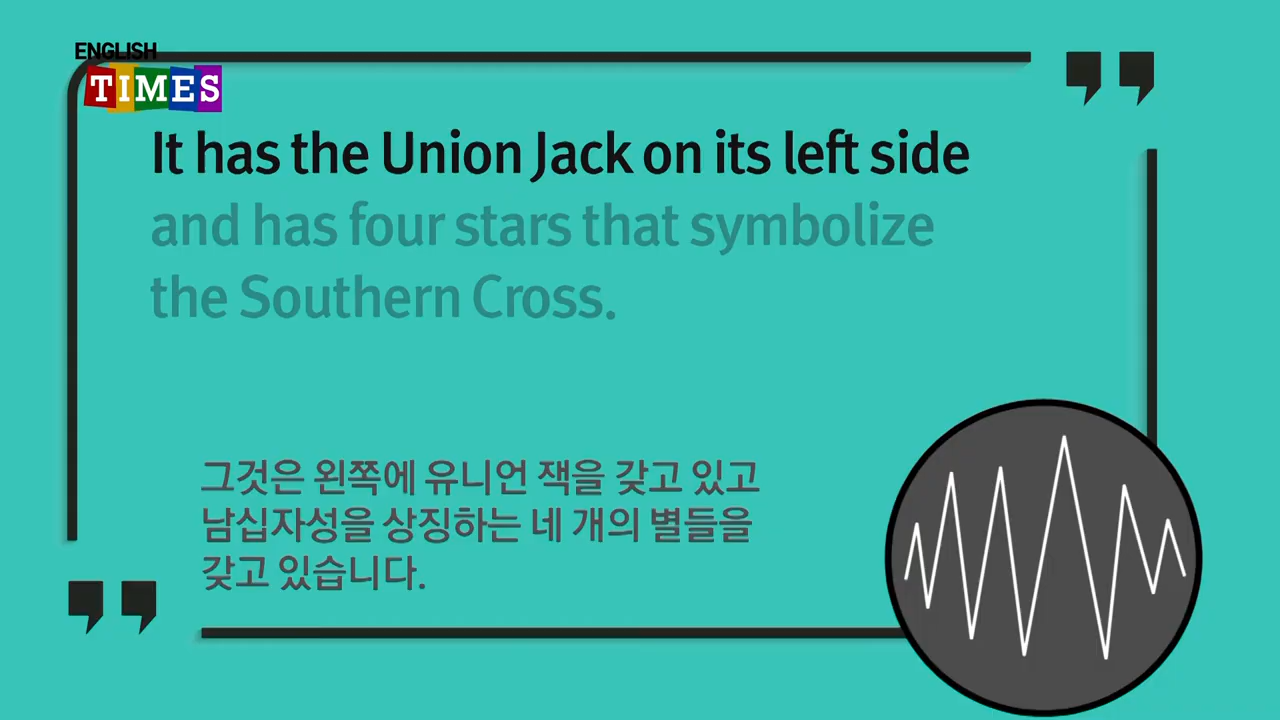 ENGLISH
TIMES
It has the Union Jack on its left side
and has four stars that symbolize
the Southern Cross.
그것은 왼쪽에 유니언 잭을 갖고 있고
남십자성을 상징하는 네 개의 별들을
갖고 있습니다.